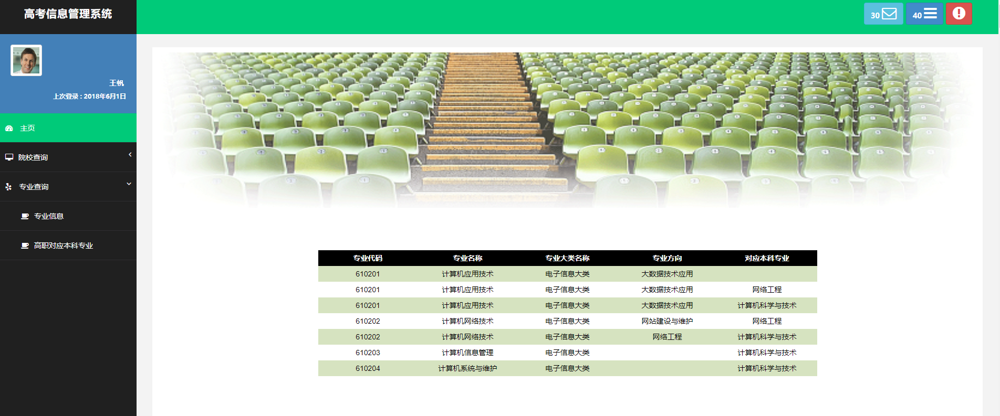 高考信息管理系统
30
40
王帆
上次登录 : 2018年6月1日
主页
院校查询
专业查询
专业信息
高职对应本科专业
专业代码 专业名称 专业大类名称 专业方向 对应本科专业
610201 计算机应用技术 电子信息大类 大数据技术应用
610201 计算机应用技术 电子信息大类 大数据技术应用 网络工程
610201 计算机应用技术 电子信息大类 大数据技术应用 计算机科学与技术
610202 计算机网络技术 电子信息大类 网站建设与维护 网络工程
610202 计算机网络技术 电子信息大类 网络工程 计算机科学与技术
610203 计算机信息管理 电子信息大类 计算机科学与技术
610204 计算机系统与维护 电子信息大类 计算机科学与技术